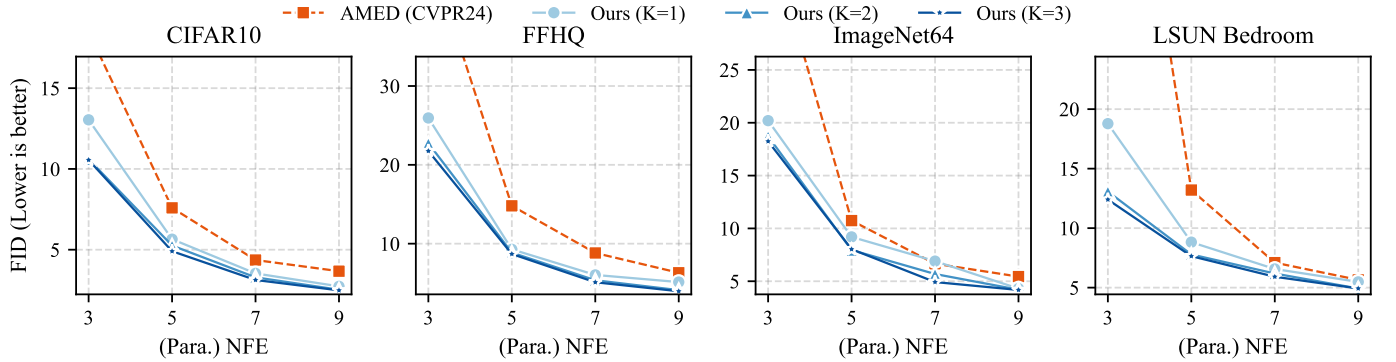 AMED (CVPR24) Ours (K=1) Ours (K=2) Ours (K=3)
CIFAR10 FFHQ ImageNet64 LSUN Bedroom
FID (Lower is better)
15
10
5
3 5 7 9
(Para.) NFE
30
20
10
3 5 7 9
(Para.) NFE
25
20
15
10
5
3 5 7 9
(Para.) NFE
20
15
10
5
3 5 7 9
(Para.) NFE